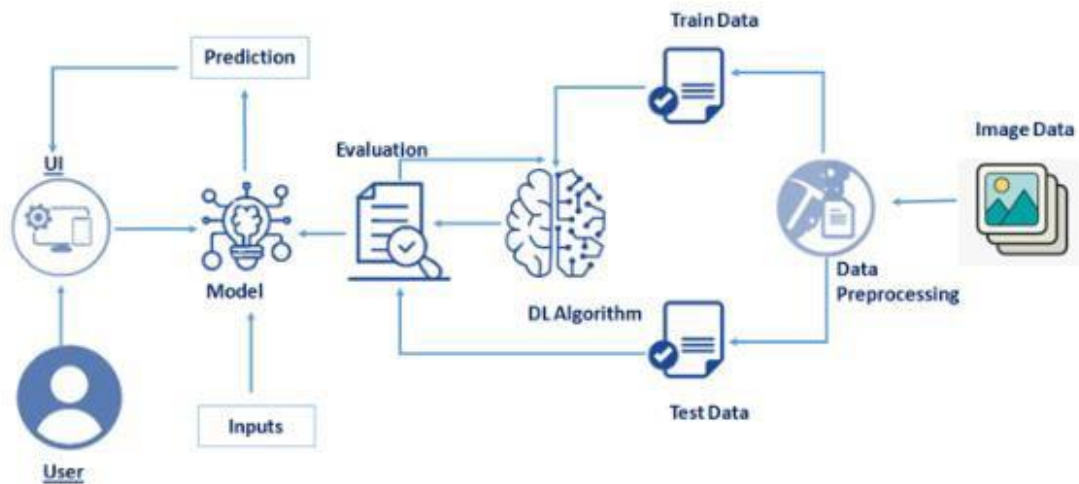 Train Data
Prediction
Image Data
Evaluation
UI
Data
Preprocessing
Model
DL Algorithm
Test Data
Inputs
User